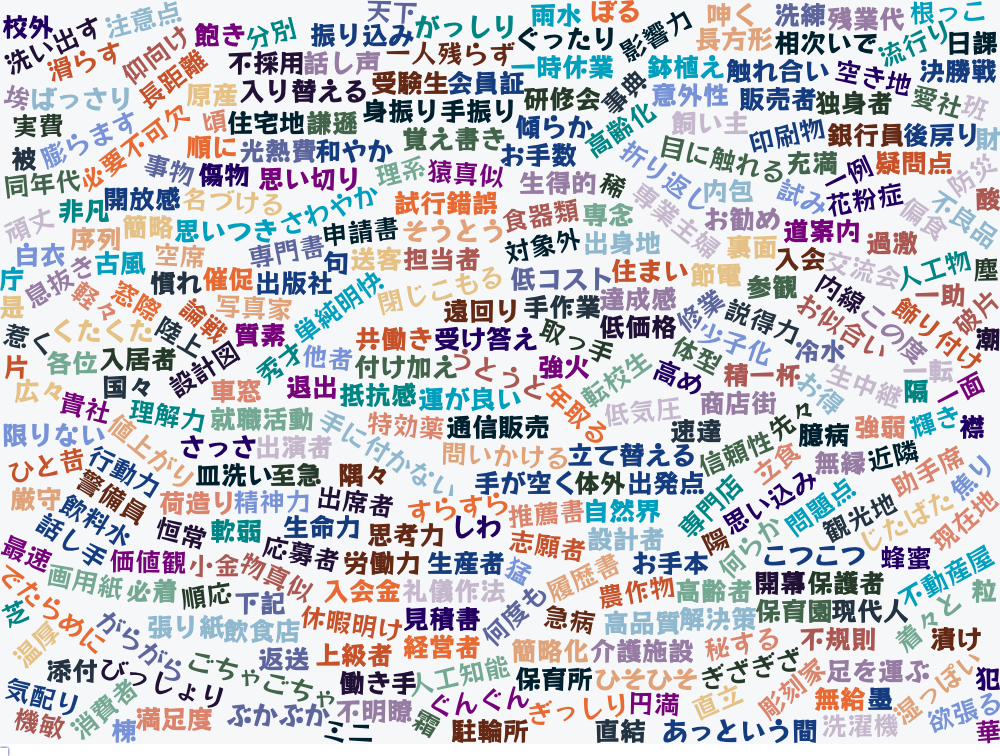 校外 注意点 天下 雨水 ぼる 呻く 洗練 残業代 根っこ
洗い出す 滑らす 仰向け 飽き 分別 振り込み がっしり ぐったり 影響力 長方形 相次いで 流行り 日課
不採用 話し声 一人残らず 一時休業 鉢植え 触れ合い 空き地 決勝戦
ばっさり 長距離 原産 入り替える 受験生 会員証 研修会 事典 意外性 販売者 独身者 愛社 班
実費 膨らます 必要不可欠 頃 住宅地 謙遜 身振り手振り 傾らか 高齢化 飼い主 印刷物 銀行員 後戻り 財
被 順に 光熱費 和やか 覚え書き お手数 折り返し 目に触れる 充満 一例 疑問点 防災
同年代 事物 傷物 思い切り 理系 猿真似 生得的 稀 専業主婦 内包 試み 花粉症 偏食 不良品 酸
頑丈 非凡 開放感 名づける 簡略 思いつき さわやか 試行錯誤 食器類 専念 お勧め 道案内 過激
白衣 序列 空席 専門書 申請書 そうとう 対象外 出身地 裏面 入会 交流会 人工物 塵
庁 息抜き 古風 慣れ 催促 出版社 句 送客 担当者 低コスト 住まい 節電 参観 内線 一助 破片
是 軽々 窓際 論戦 写真家 単純明快 閉じこもる 遠回り 手作業 達成感 修業 説得力 お似合い この度 飾り付け 潮
惹く くたくた 陸上 質素 共働き 受け答え 取っ手 低価格 少子化 冷水
片 各位 入居者 設計図 秀才 他者 付け加え うとうと 強火 転校生 体型 高め 精一杯 お得 生中継 一転 隔 一面
広々 貴社 国々 車窓 退出 抵抗感 運が良い 年取る 低気圧 商店街 先々
限りない 値上がり 理解力 就職活動 手に付かない 特効薬 通信販売 速達 信頼性 臆病 強弱 輝き 襟
ひと昔 行動力 さっさ 出演者 問いかける 立て替える 立食 無縁 近隣 助手席 焦り
厳守 警備員 皿洗い 至急 隅々 手が空く 体外 出発点 専門店 思い込み 問題点
飲料水 荷造り 精神力 出席者 すらすら 推薦書 自然界 観光地 じたばた 現在地
話し手 恒常 軟弱 生命力 思考力 しわ 志願者 設計者 陽 何らか こつこつ 蜂蜜
最速 価値観 小金 物真似 応募者 労働力 生産者 猛 履歴書 お手本 不動産屋
でたらめに 画用紙 必着 順応 下記 入会金 礼儀作法 何度も 農作物 高齢者 開幕 保護者 粒
芝 がらがら 張り紙 飲食店 休暇明け 見積書 急病 高品質 解決策 保育園 現代人 着々と
温厚 ごちゃごちゃ 返送 上級者 経営者 簡略化 介護施設 秘する 不規則 漬け
添付 びっしょり 働き手 人工知能 保育所 ひそひそ ぎざぎざ 彫刻家 足を運ぶ 湿っぽい 犯
気配り 消費者 ぐんぐん ぎっしり 円満 直立 無給 墨 欲張る
機敏 棟 満足度 ぶかぶか ミニ 不明瞭 霜 駐輪所 直結 あっという間 洗濯機 華